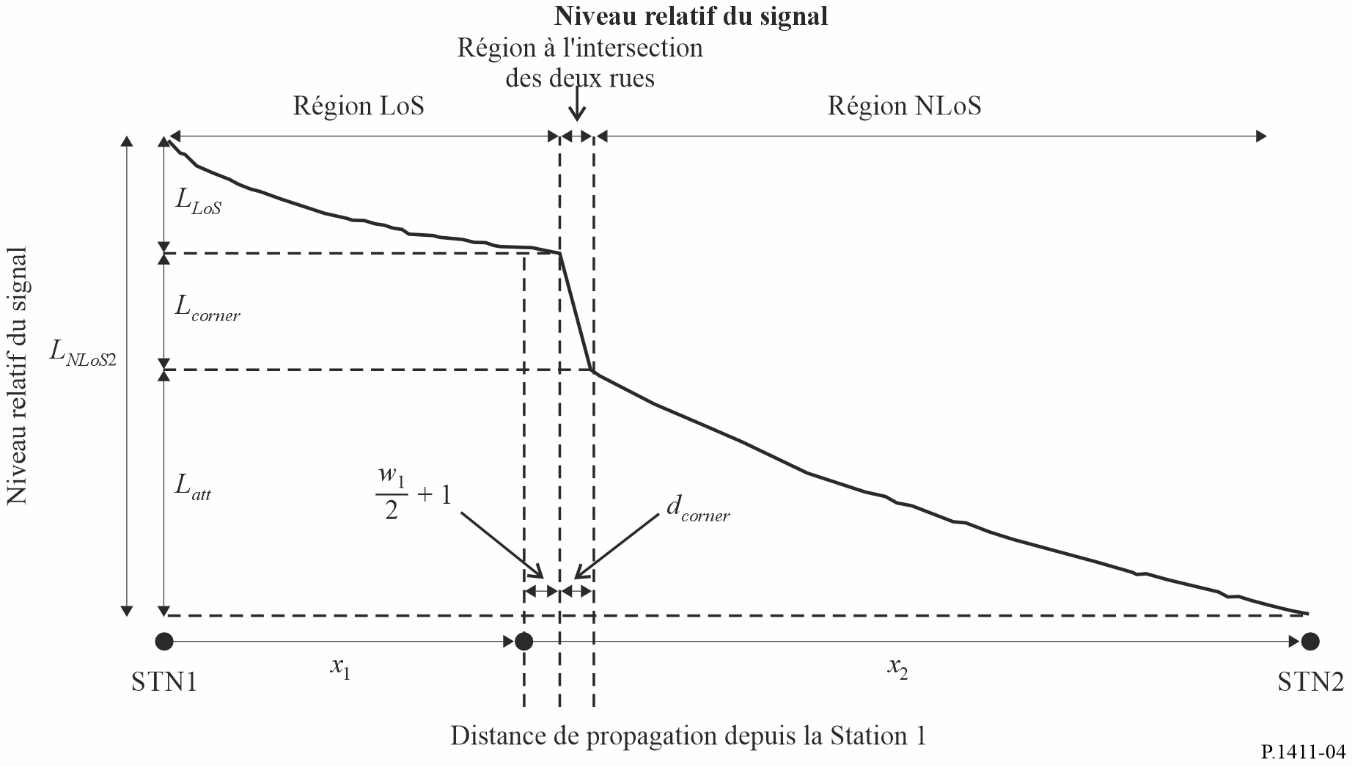 Niveau relatif du signal
Région à l'intersection
des deux rues
Région LoS
Région NLoS
L_LoS
L_corner
L_NLoS2
L_att
Niveau relatif du signal
w_1/2 + 1
d_corner
x_1
x_2
STN1
STN2
Distance de propagation depuis la Station 1
P.1411-04